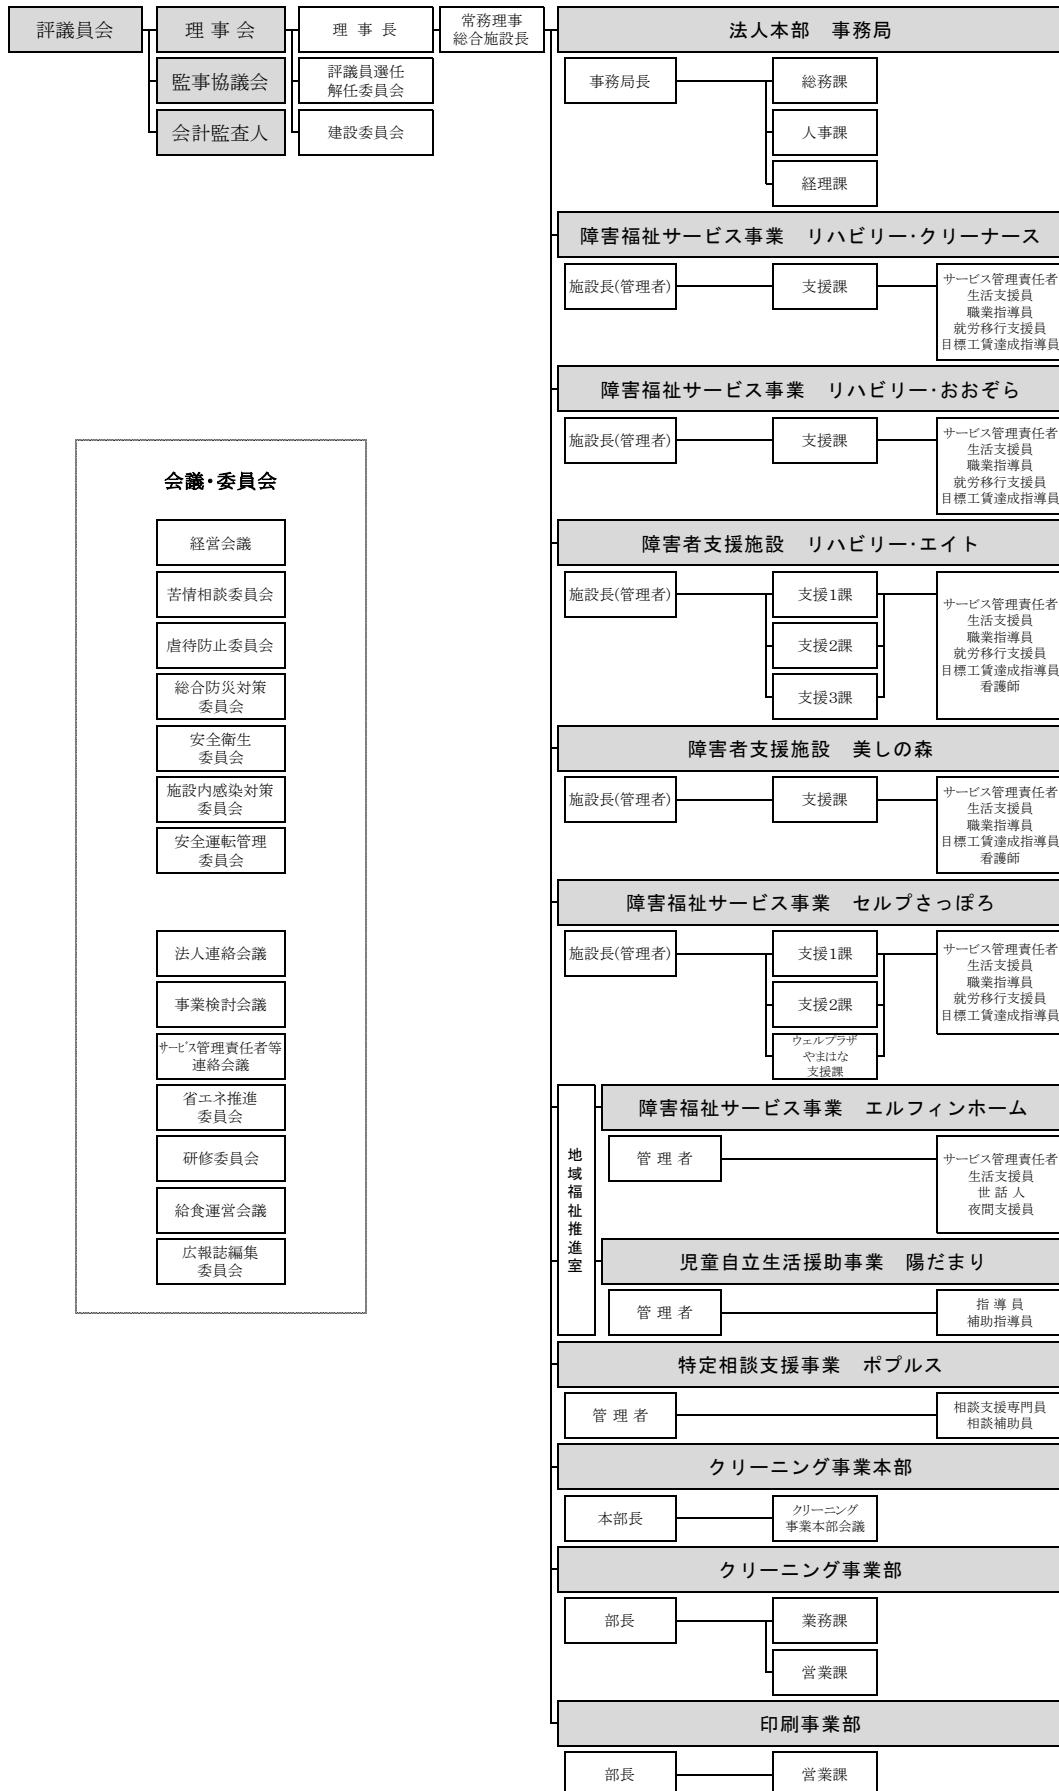 評議員会
理 事 会
理 事 長
常務理事
総合施設長
監事協議会
評議員選任
解任委員会
会計監査人
建設委員会
法人本部　事務局
事務局長
総務課
人事課
経理課
障害福祉サービス事業　リハビリー・クリーナース
施設長(管理者)
支援課
サービス管理責任者
生活支援員
職業指導員
就労移行支援員
目標工賃達成指導員
障害福祉サービス事業　リハビリー・おおぞら
施設長(管理者)
支援課
サービス管理責任者
生活支援員
職業指導員
就労移行支援員
目標工賃達成指導員
障害者支援施設　リハビリー・エイト
施設長(管理者)
支援1課
支援2課
支援3課
サービス管理責任者
生活支援員
職業指導員
就労移行支援員
目標工賃達成指導員
看護師
障害者支援施設　美しの森
施設長(管理者)
支援課
サービス管理責任者
生活支援員
職業指導員
目標工賃達成指導員
看護師
障害福祉サービス事業　セルプさっぽろ
施設長(管理者)
支援1課
支援2課
ウェルプラザ
やまはな
支援課
サービス管理責任者
生活支援員
職業指導員
就労移行支援員
目標工賃達成指導員
地域福祉推進室
障害福祉サービス事業　エルフィンホーム
管 理 者
サービス管理責任者
生活支援員
世 話 人
夜間支援員
児童自立生活援助事業　陽だまり
管 理 者
指 導 員
補助指導員
特定相談支援事業　ポプルス
管 理 者
相談支援専門員
相談補助員
クリーニング事業本部
本部長
クリーニング
事業本部会議
クリーニング事業部
部長
業務課
営業課
印刷事業部
部長
営業課
会議・委員会
経営会議
苦情相談委員会
虐待防止委員会
総合防災対策
委員会
安全衛生
委員会
施設内感染対策
委員会
安全運転管理
委員会
法人連絡会議
事業検討会議
サービス管理責任者等
連絡会議
省エネ推進
委員会
研修委員会
給食運営会議
広報誌編集
委員会